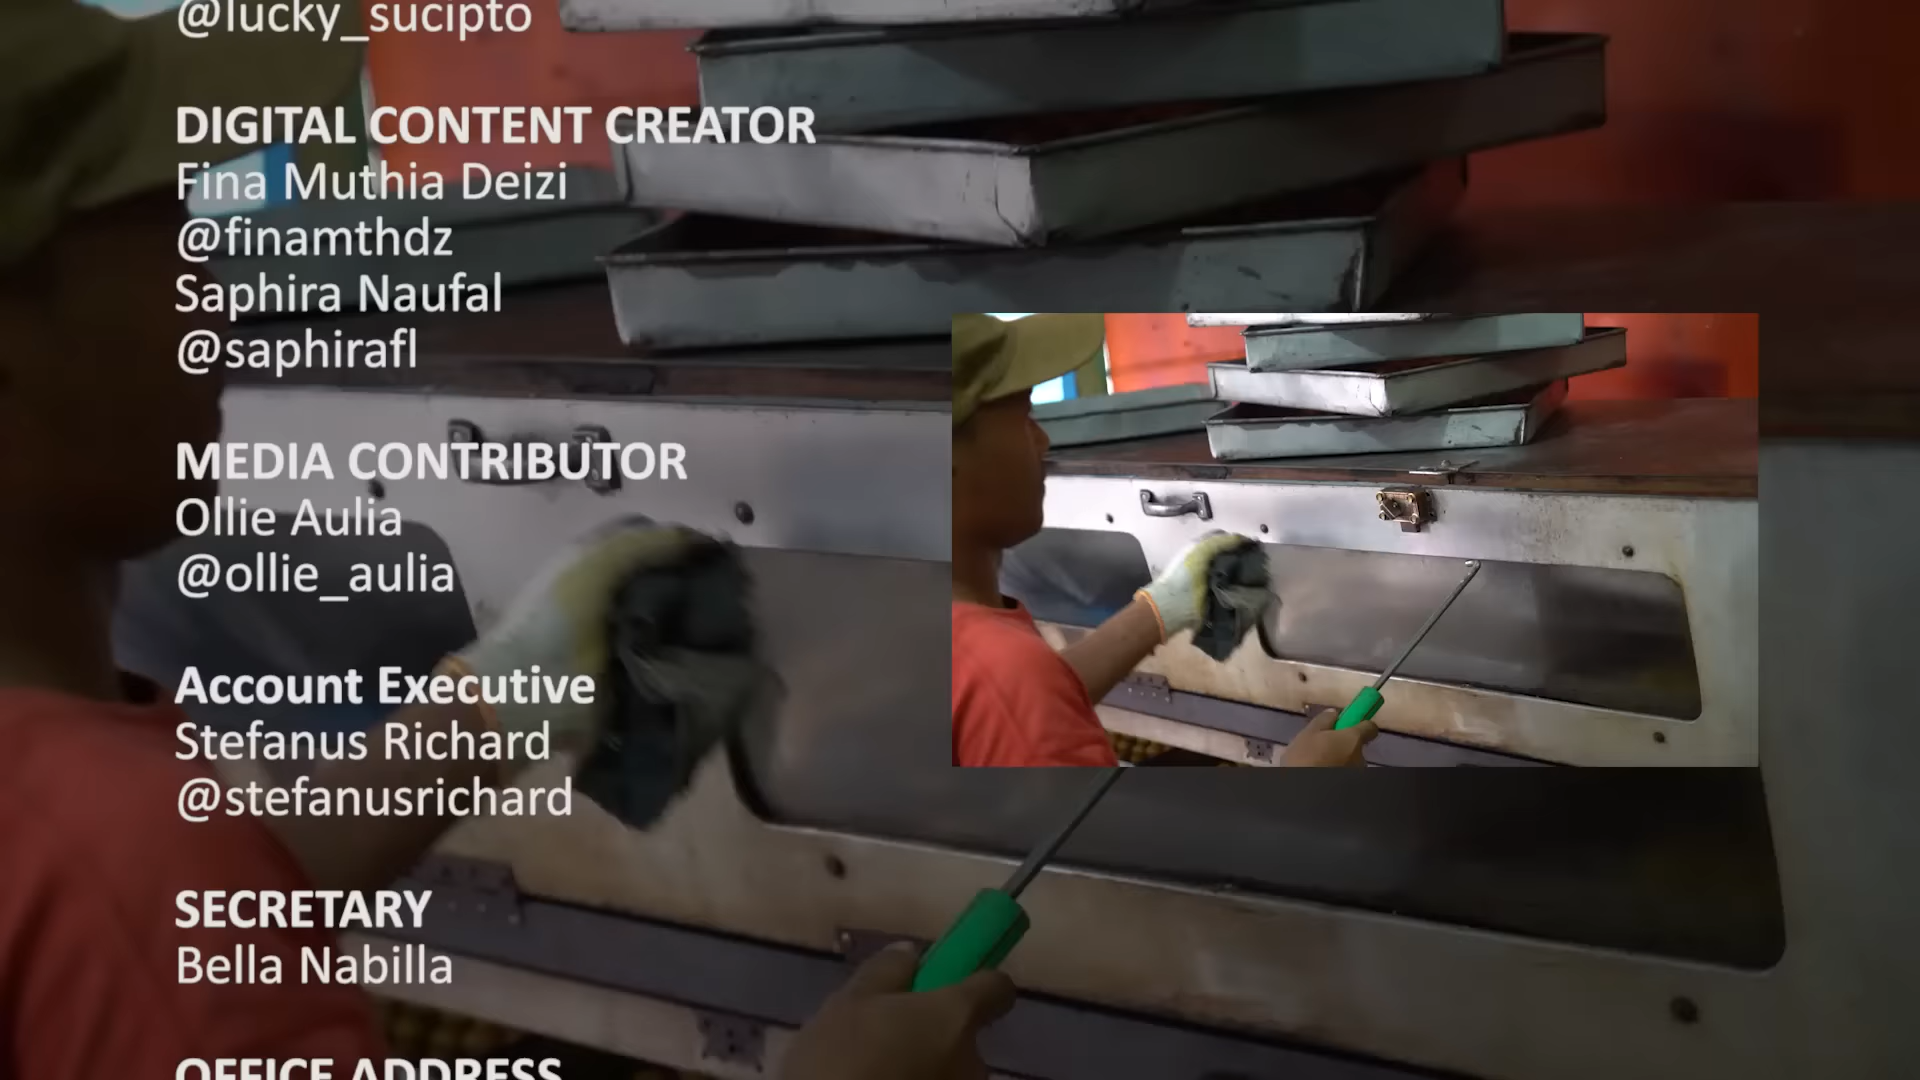 @lucky_sucipto
DIGITAL CONTENT CREATOR
Fina Muthia Deizi
@finamthdz
Saphira Naufal
@saphirafl
MEDIA CONTRIBUTOR
Ollie Aulia
@ollie_aulia
Account Executive
Stefanus Richard
@stefanusrichard
SECRETARY
Bella Nabilla
OFFICE ADDRESS